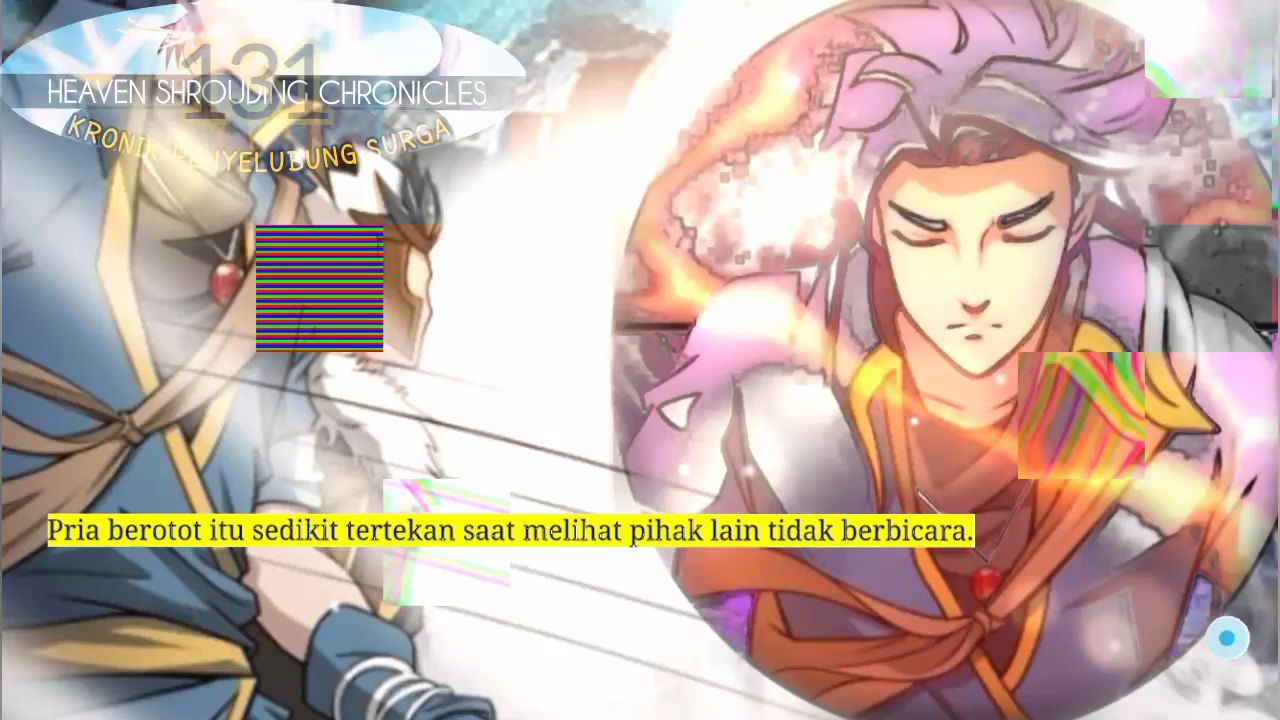 131
HEAVEN SHROUDING CHRONICLES
KRONIK PENYELUBUNG SURGA
Pria berotot itu sedikit tertekan saat melihat pihak lain tidak berbicara.